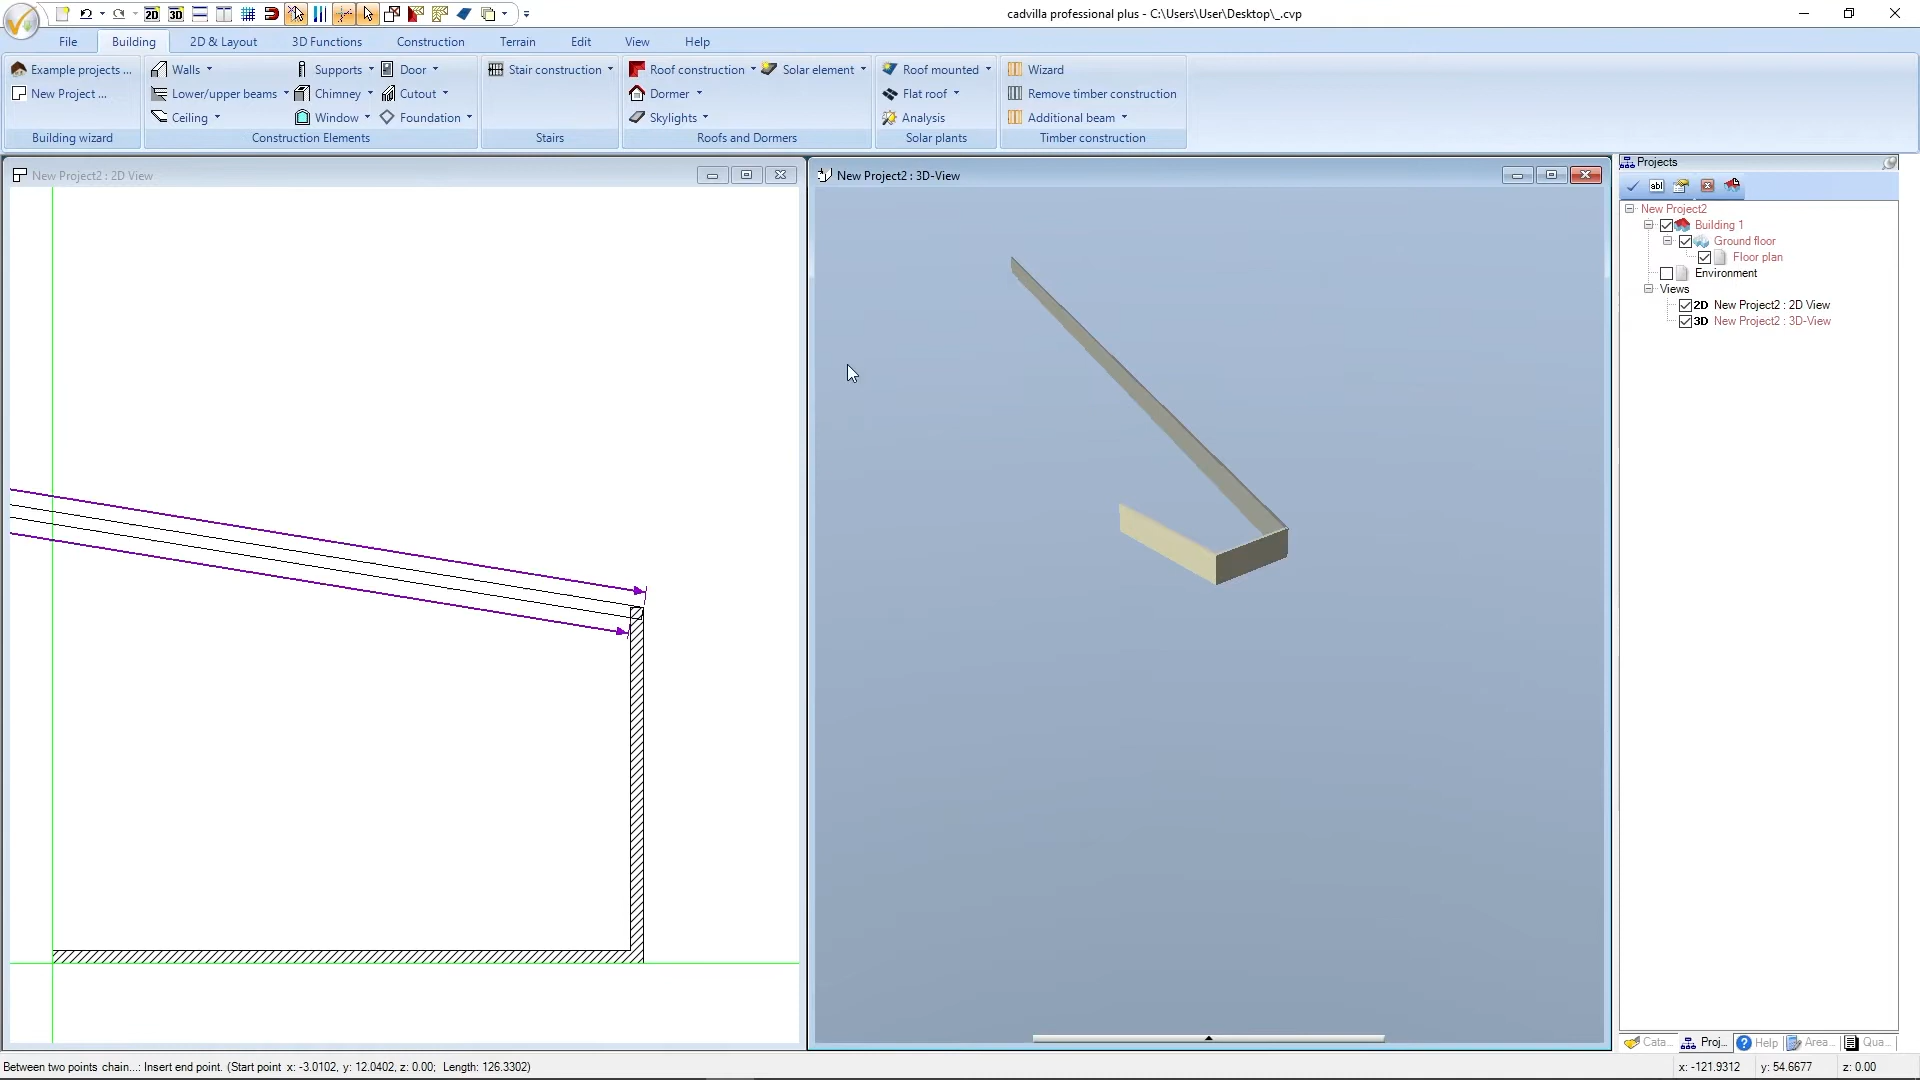 cadvilla professional plus - C:\Users\User\Desktop\_.cvp
2D 3D
File Building 2D & Layout 3D Functions Construction Terrain Edit View Help
Example projects ... Walls Supports Door Stair construction Roof construction Solar element Roof mounted Wizard
New Project ... Lower/upper beams Chimney Cutout Dormer Flat roof Remove timber construction
Ceiling Window Foundation Skylights Analysis Additional beam
Building wizard Construction Elements Stairs Roofs and Dormers Solar plants Timber construction
New Project2 : 2D View
New Project2 : 3D-View
Projects
abl
New Project2
Building 1
Ground floor
Floor plan
Environment
Views
2D New Project2 : 2D View
3D New Project2 : 3D-View
Cata... Proj... Help Area... Qua...
Between two points chain...: Insert end point. (Start point x: -3.0102, y: 12.0402, z: 0.00; Length: 126.3302)
x: -121.9312 y: 54.6677 z: 0.00